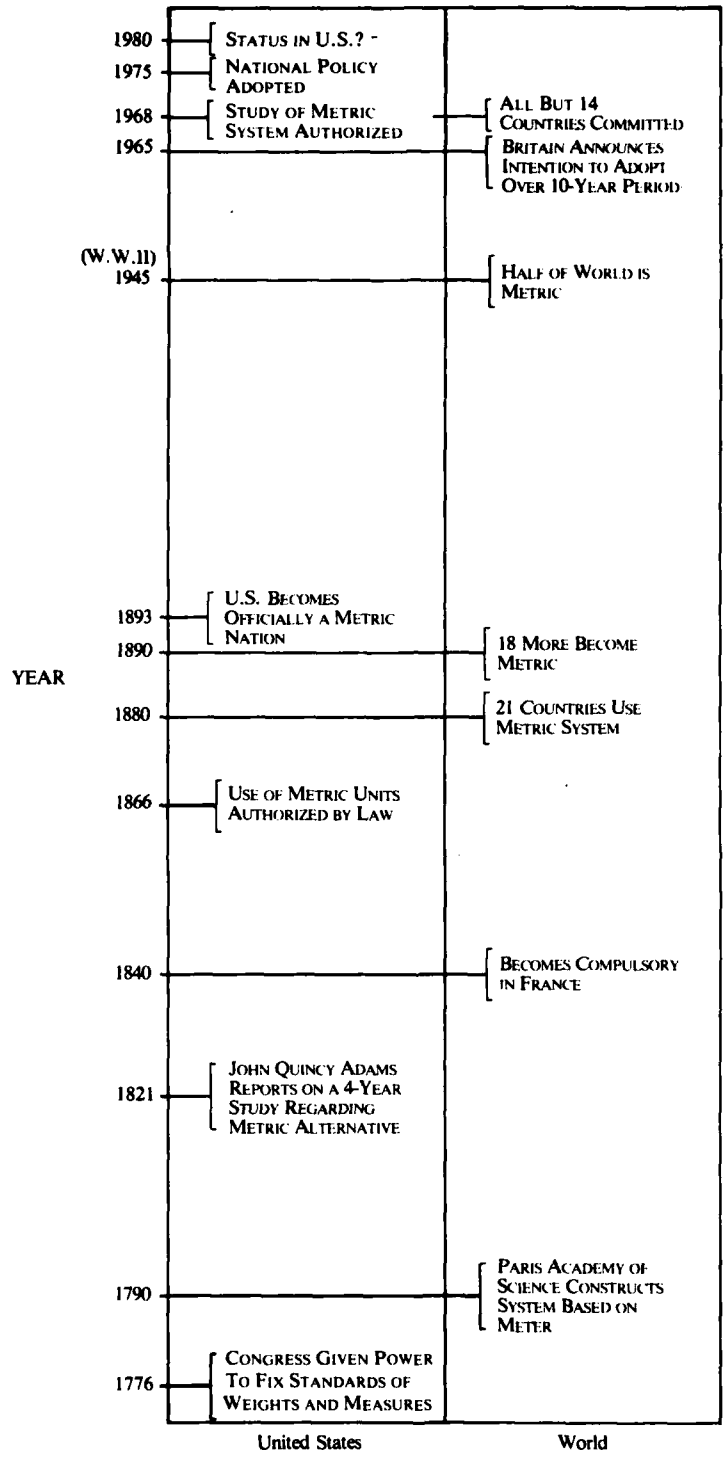 1980
STATUS IN U.S.? -
1975
NATIONAL POLICY
ADOPTED
1968
STUDY OF METRIC
SYSTEM AUTHORIZED
ALL BUT 14
COUNTRIES COMMITTED
1965
BRITAIN ANNOUNCES
INTENTION TO ADOPT
OVER 10-YEAR PERIOD
(W.W.II)
1945
HALF OF WORLD IS
METRIC
1893
U.S. BECOMES
OFFICIALLY A METRIC
NATION
1890
18 MORE BECOME
METRIC
YEAR
1880
21 COUNTRIES USE
METRIC SYSTEM
1866
USE OF METRIC UNITS
AUTHORIZED BY LAW
1840
BECOMES COMPULSORY
IN FRANCE
1821
JOHN QUINCY ADAMS
REPORTS ON A 4-YEAR
STUDY REGARDING
METRIC ALTERNATIVE
1790
PARIS ACADEMY OF
SCIENCE CONSTRUCTS
SYSTEM BASED ON
METER
1776
CONGRESS GIVEN POWER
TO FIX STANDARDS OF
WEIGHTS AND MEASURES
United States
World